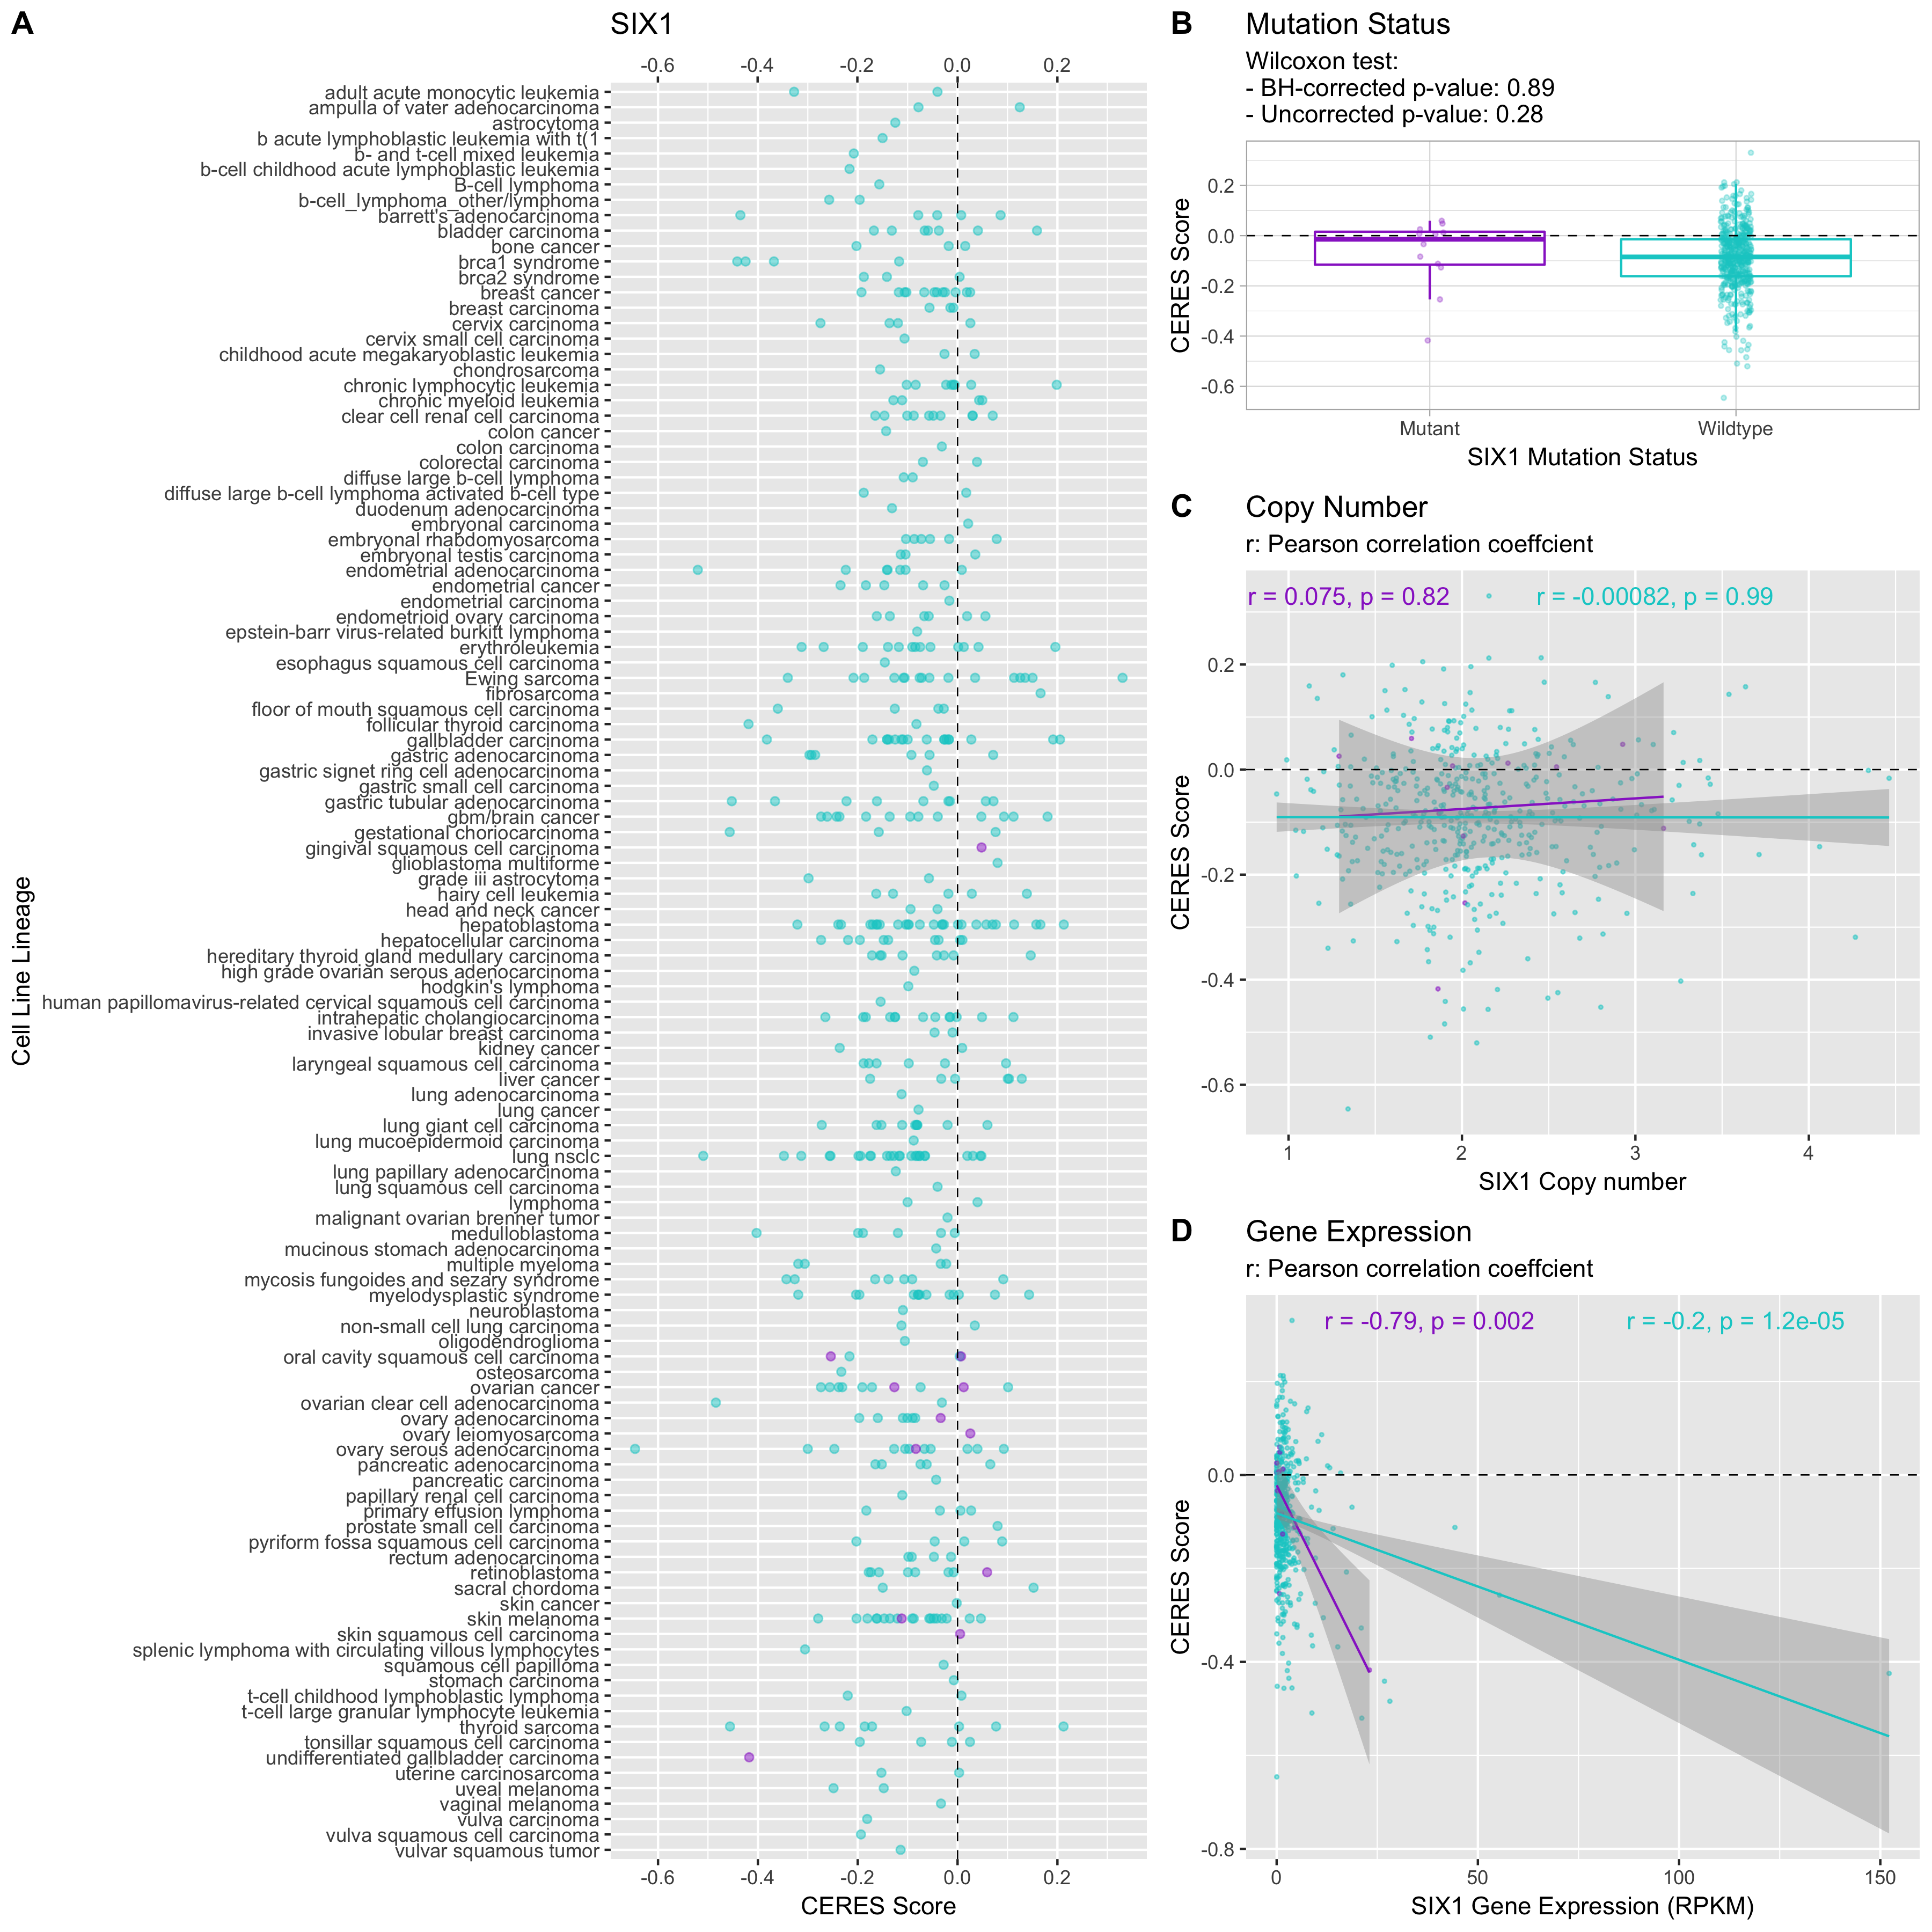 A
SIX1
-0.6 -0.4 -0.2 0.0 0.2
adult acute monocytic leukemia
ampulla of vater adenocarcinoma
astrocytoma
b acute lymphoblastic leukemia with t(1
b- and t-cell mixed leukemia
b-cell childhood acute lymphoblastic leukemia
B-cell lymphoma
b-cell_lymphoma_other/lymphoma
barrett's adenocarcinoma
bladder carcinoma
bone cancer
brca1 syndrome
brca2 syndrome
breast cancer
breast carcinoma
cervix carcinoma
cervix small cell carcinoma
childhood acute megakaryoblastic leukemia
chondrosarcoma
chronic lymphocytic leukemia
chronic myeloid leukemia
clear cell renal cell carcinoma
colon cancer
colon carcinoma
colorectal carcinoma
diffuse large b-cell lymphoma
diffuse large b-cell lymphoma activated b-cell type
duodenum adenocarcinoma
embryonal carcinoma
embryonal rhabdomyosarcoma
embryonal testis carcinoma
endometrial adenocarcinoma
endometrial cancer
endometrial carcinoma
endometrioid ovary carcinoma
epstein-barr virus-related burkitt lymphoma
erythroleukemia
esophagus squamous cell carcinoma
Ewing sarcoma
fibrosarcoma
floor of mouth squamous cell carcinoma
follicular thyroid carcinoma
gallbladder carcinoma
gastric adenocarcinoma
gastric signet ring cell adenocarcinoma
gastric small cell carcinoma
gastric tubular adenocarcinoma
gbm/brain cancer
gestational choriocarcinoma
gingival squamous cell carcinoma
glioblastoma multiforme
grade iii astrocytoma
hairy cell leukemia
head and neck cancer
hepatoblastoma
hepatocellular carcinoma
hereditary thyroid gland medullary carcinoma
high grade ovarian serous adenocarcinoma
hodgkin's lymphoma
human papillomavirus-related cervical squamous cell carcinoma
intrahepatic cholangiocarcinoma
invasive lobular breast carcinoma
kidney cancer
laryngeal squamous cell carcinoma
liver cancer
lung adenocarcinoma
lung cancer
lung giant cell carcinoma
lung mucoepidermoid carcinoma
lung nsclc
lung papillary adenocarcinoma
lung squamous cell carcinoma
lymphoma
malignant ovarian brenner tumor
medulloblastoma
mucinous stomach adenocarcinoma
multiple myeloma
mycosis fungoides and sezary syndrome
myelodysplastic syndrome
neuroblastoma
non-small cell lung carcinoma
oligodendroglioma
oral cavity squamous cell carcinoma
osteosarcoma
ovarian cancer
ovarian clear cell adenocarcinoma
ovary adenocarcinoma
ovary leiomyosarcoma
ovary serous adenocarcinoma
pancreatic adenocarcinoma
pancreatic carcinoma
papillary renal cell carcinoma
primary effusion lymphoma
prostate small cell carcinoma
pyriform fossa squamous cell carcinoma
rectum adenocarcinoma
retinoblastoma
sacral chordoma
skin cancer
skin melanoma
skin squamous cell carcinoma
splenic lymphoma with circulating villous lymphocytes
squamous cell papilloma
stomach carcinoma
t-cell childhood lymphoblastic lymphoma
t-cell large granular lymphocyte leukemia
thyroid sarcoma
tonsillar squamous cell carcinoma
undifferentiated gallbladder carcinoma
uterine carcinosarcoma
uveal melanoma
vaginal melanoma
vulva carcinoma
vulva squamous cell carcinoma
vulvar squamous tumor
-0.6 -0.4 -0.2 0.0 0.2
CERES Score
Cell Line Lineage
B
Mutation Status
Wilcoxon test:
- BH-corrected p-value: 0.89
- Uncorrected p-value: 0.28
0.2
0.0
-0.2
-0.4
-0.6
CERES Score
Mutant Wildtype
SIX1 Mutation Status
C
Copy Number
r: Pearson correlation coeffcient
r = 0.075, p = 0.82 r = -0.00082, p = 0.99
0.2
0.0
-0.2
-0.4
-0.6
CERES Score
1 2 3 4
SIX1 Copy number
D
Gene Expression
r: Pearson correlation coeffcient
r = -0.79, p = 0.002 r = -0.2, p = 1.2e-05
0.0
-0.4
-0.8
CERES Score
0 50 100 150
SIX1 Gene Expression (RPKM)